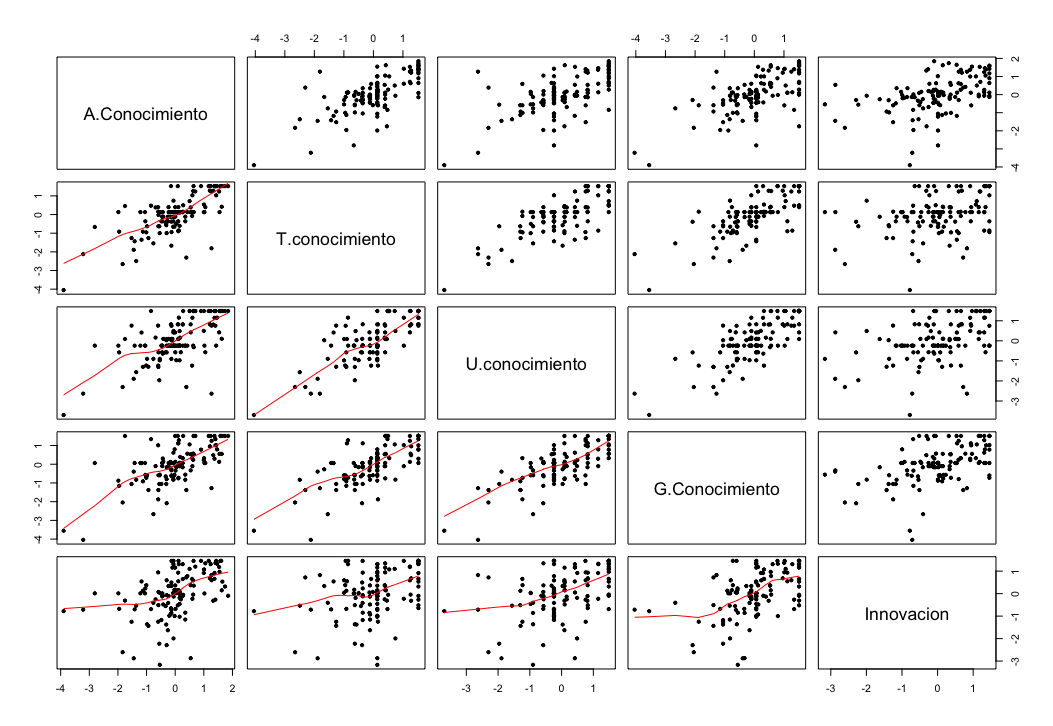 -4 -3 -2 -1 0 1
-4 -3 -2 -1 0 1
A.Conocimiento
-4 -2 0 1 2
-4 -3 -2 -1 0 1
T.conocimiento
U.conocimiento
-3 -2 -1 0 1
-4 -3 -2 -1 0 1
G.Conocimiento
Innovacion
-3 -2 -1 0 1
-4 -3 -2 -1 0 1 2
-3 -2 -1 0 1
-3 -2 -1 0 1